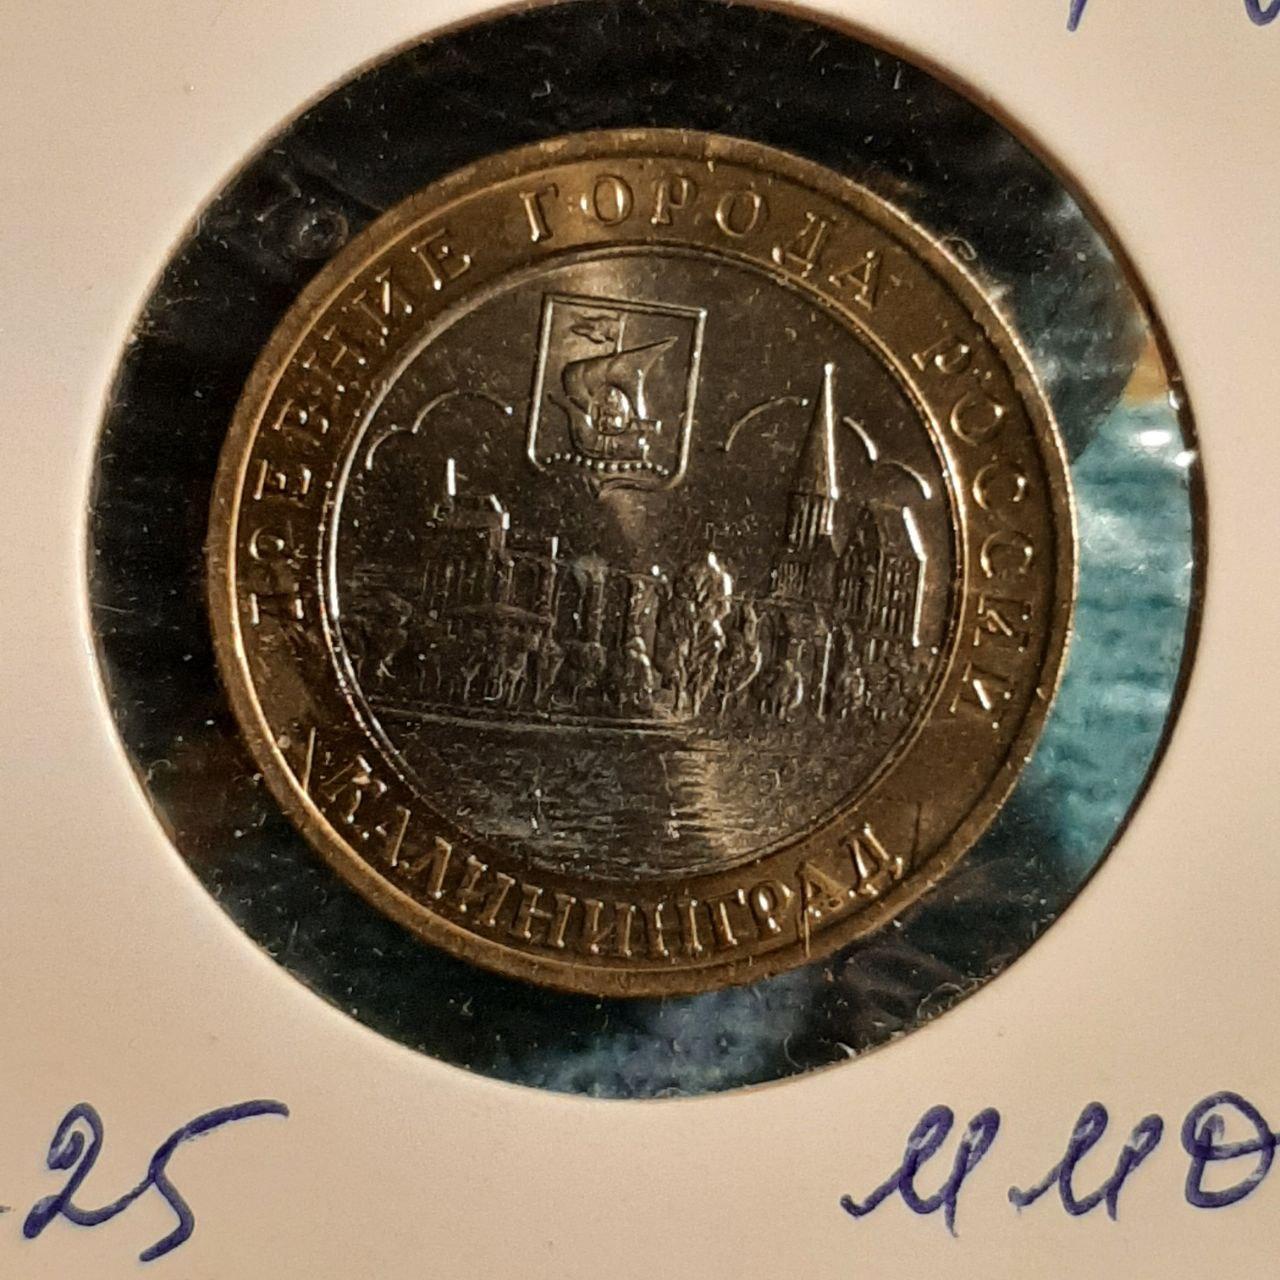 ДРЕВНИЕ ГОРОДА РОССИИ
КАЛИНИНГРАД
25
ММД